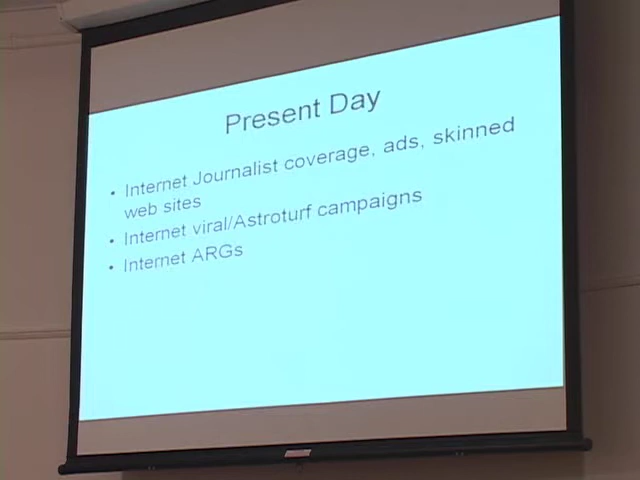 Present Day
• Internet Journalist coverage, ads, skinned
web sites
• Internet viral/Astroturf campaigns
• Internet ARGs